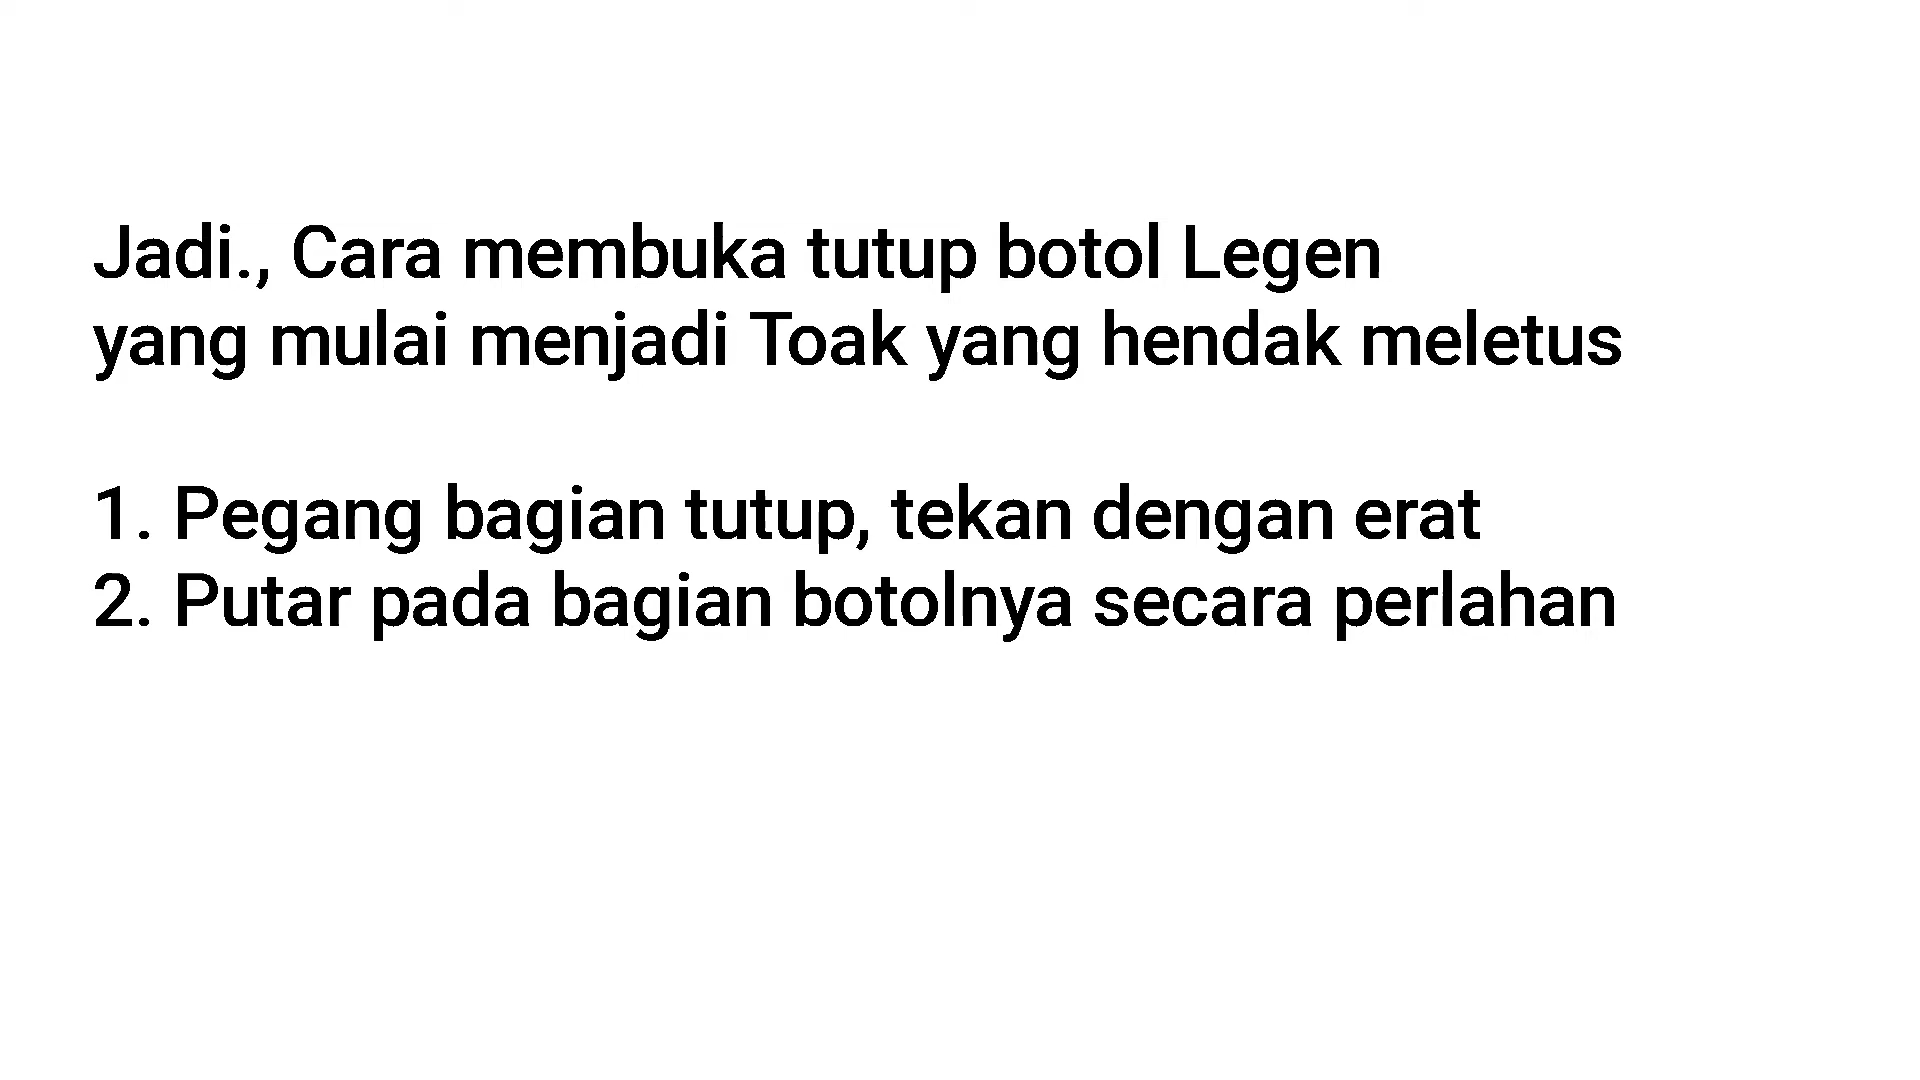 Jadi., Cara membuka tutup botol Legen
yang mulai menjadi Toak yang hendak meletus
1. Pegang bagian tutup, tekan dengan erat
2. Putar pada bagian botolnya secara perlahan